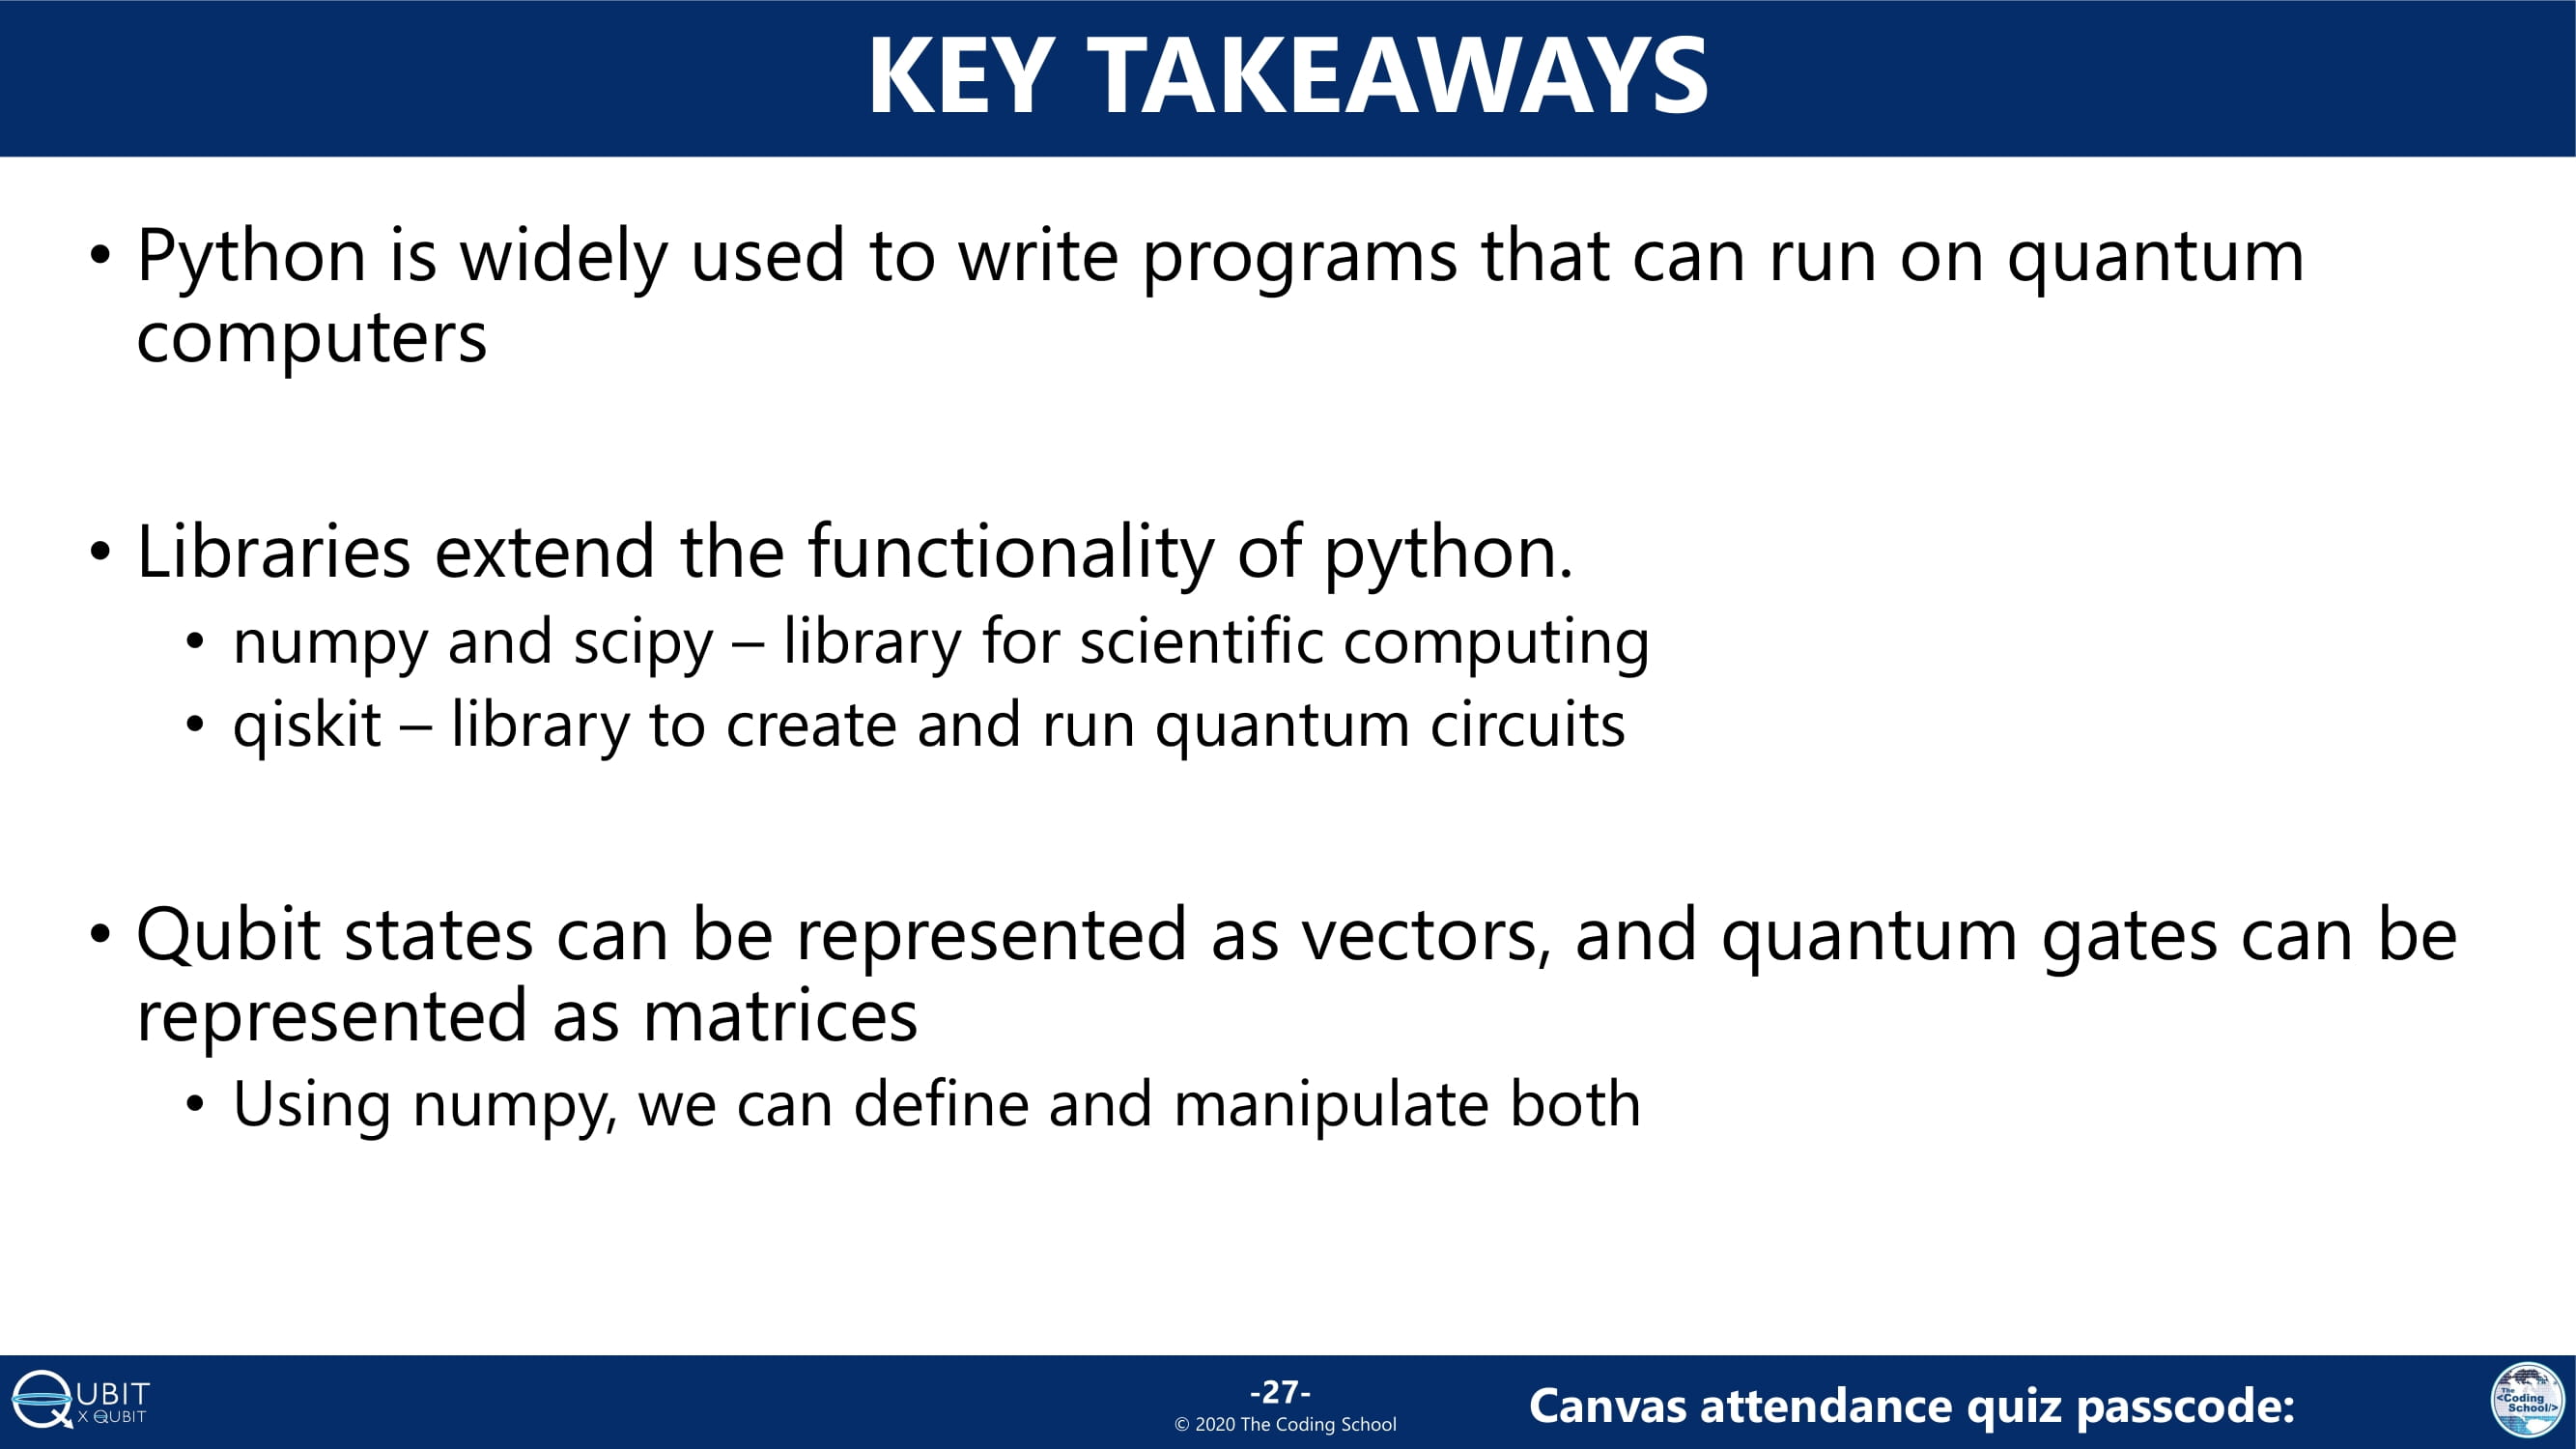 KEY TAKEAWAYS
• Python is widely used to write programs that can run on quantum
computers
• Libraries extend the functionality of python.
• numpy and scipy – library for scientific computing
• qiskit – library to create and run quantum circuits
• Qubit states can be represented as vectors, and quantum gates can be
represented as matrices
• Using numpy, we can define and manipulate both
QUBIT
X QUBIT
-27-
© 2020 The Coding School
Canvas attendance quiz passcode:
The
<Coding
School/>